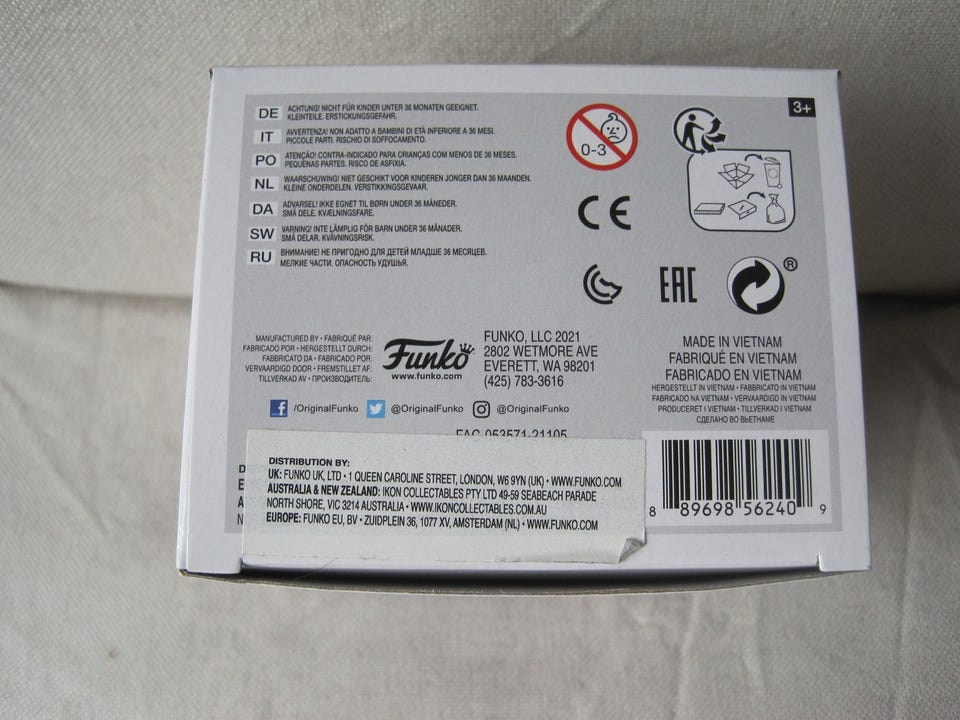 DE ACHTUNG! NICHT FÜR KINDER UNTER 36 MONATEN GEEIGNET.
KLEINTEILE. ERSTICKUNGSGEFAHR.
IT AVVERTENZA! NON ADATTO A BAMBINI DI ETÀ INFERIORE A 36 MESI.
PICCOLE PARTI. RISCHIO DI SOFFOCAMENTO.
PO ATENÇÃO! CONTRA-INDICADO PARA CRIANÇAS COM MENOS DE 36 MESES.
PEQUENAS PARTES. RISCO DE ASFIXIA.
NL WAARSCHUWING! NIET GESCHIKT VOOR KINDEREN JONGER DAN 36 MAANDEN.
KLEINE ONDERDELEN. VERSTIKKINGSGEVAAR.
DA ADVARSEL! IKKE EGNET TIL BØRN UNDER 36 MÅNEDER.
SMÅ DELE. KVÆLNINGSFARE.
SW VARNING! INTE LÄMPLIG FÖR BARN UNDER 36 MÅNADER.
SMÅ DELAR. KVÄVNINGSRISK.
RU ВНИМАНИЕ! НЕ ПРИГОДНО ДЛЯ ДЕТЕЙ МЛАДШЕ 36 МЕСЯЦЕВ.
МЕЛКИЕ ЧАСТИ. ОПАСНОСТЬ УДУШЬЯ.
0-3
3+
CE
EAC
®
MANUFACTURED BY • FABRIQUÉ PAR:
FABRICADO POR • HERGESTELLT DURCH:
FABBRICATO DA • FABRICADO POR:
VERVAARDIGD DOOR • FREMSTILLET AF:
TILLVERKAD AV • ПРОИЗВОДИТЕЛЬ:
Funko
www.funko.com
FUNKO, LLC 2021
2802 WETMORE AVE
EVERETT, WA 98201
(425) 783-3616
MADE IN VIETNAM
FABRIQUÉ EN VIETNAM
FABRICADO EN VIETNAM
HERGESTELLT IN VIETNAM • FABBRICATO IN VIETNAM
FABRICADO NA VIETNAM • VERVAARDIGD IN VIETNAM
PRODUCERET I VIETNAM • TILLVERKAD I VIETNAM
СДЕЛАНО ВО ВЬЕТНАМЕ
/OriginalFunko @OriginalFunko @OriginalFunko
FAC-053571-21105
DISTRIBUTION BY:
UK: FUNKO UK, LTD • 1 QUEEN CAROLINE STREET, LONDON, W6 9YN (UK) • WWW.FUNKO.COM
AUSTRALIA & NEW ZEALAND: IKON COLLECTABLES PTY LTD 49-59 SEABEACH PARADE
NORTH SHORE, VIC 3214 AUSTRALIA • WWW.IKONCOLLECTABLES.COM.AU
EUROPE: FUNKO EU, BV • ZUIDPLEIN 36, 1077 XV, AMSTERDAM (NL) • WWW.FUNKO.COM
8 89698 56240 9